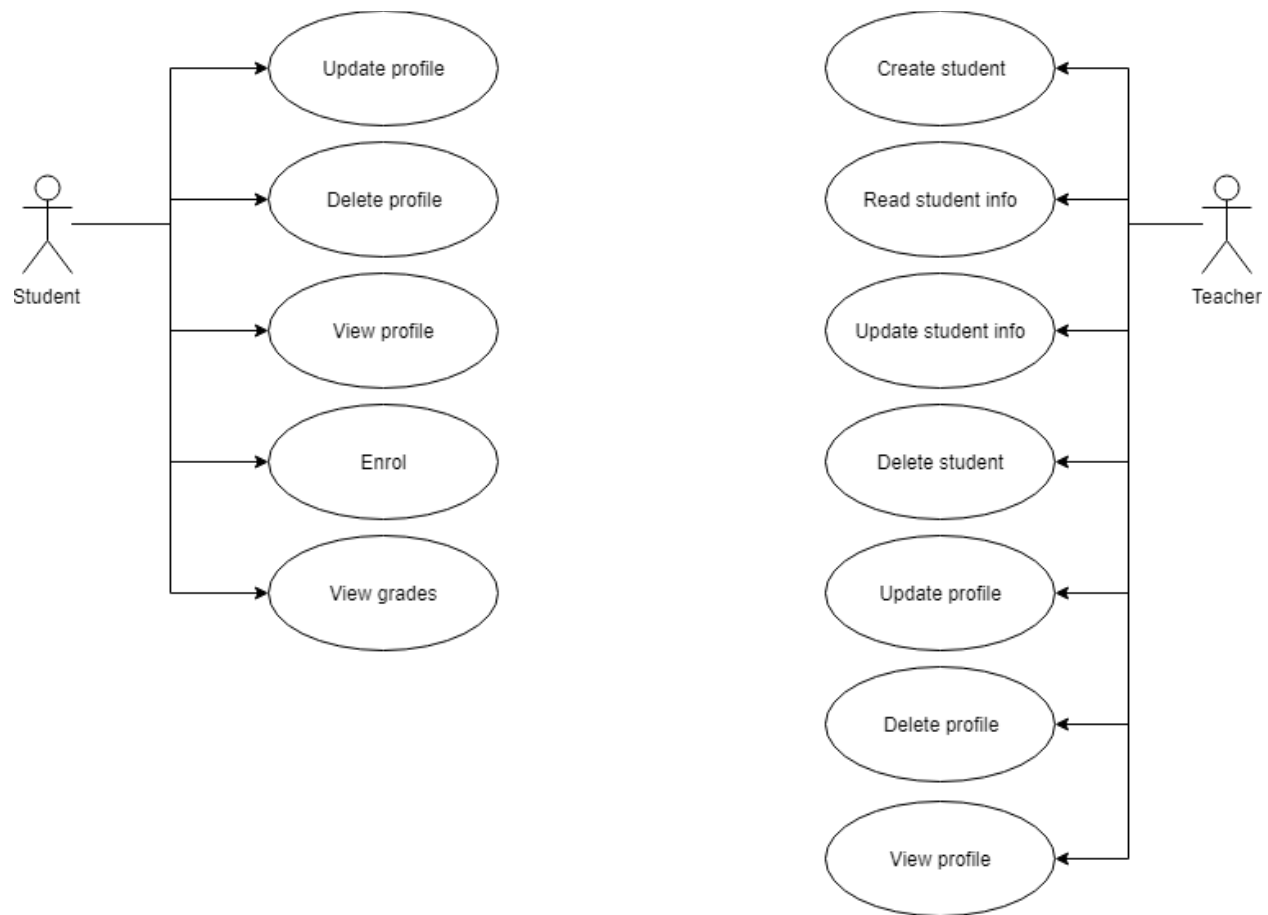 Update profile
Delete profile
View profile
Enrol
View grades
Student
Create student
Read student info
Update student info
Delete student
Update profile
Delete profile
View profile
Teacher